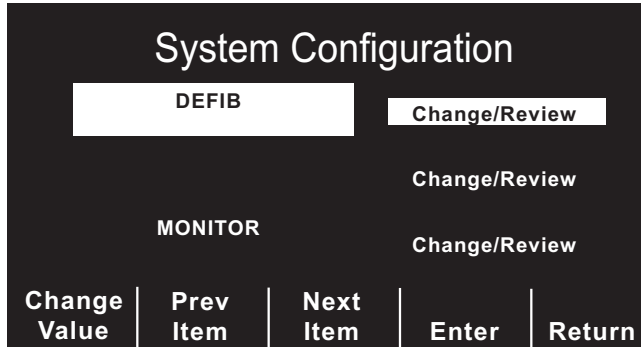 System Configuration
DEFIB
Change/Review
Change/Review
MONITOR
Change/Review
Change Value
Prev Item
Next Item
Enter
Return